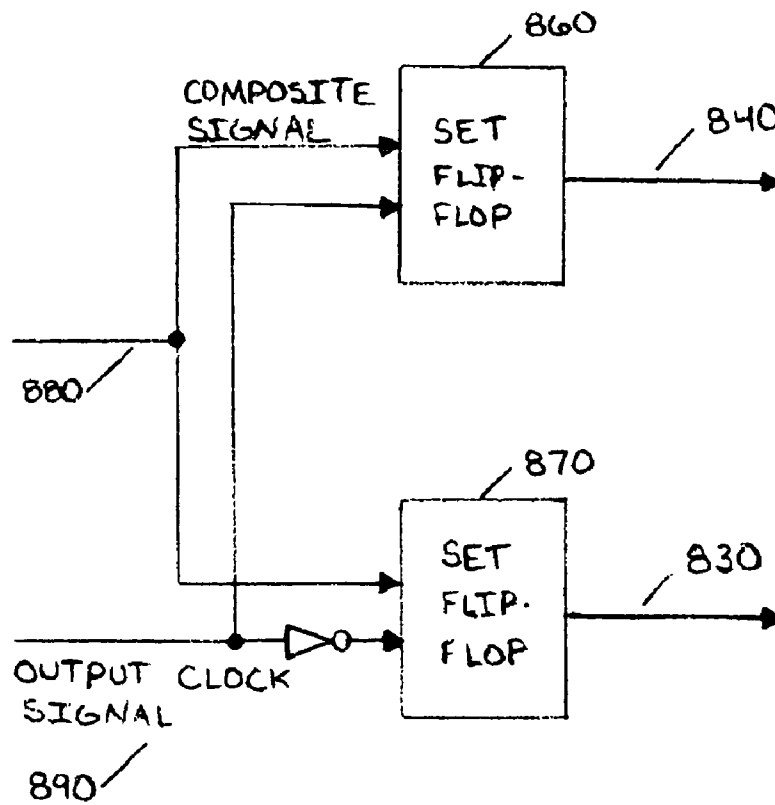 860
COMPOSITE
SIGNAL
SET
FLIP-
FLOP
840
880
870
SET
FLIP-
FLOP
830
OUTPUT CLOCK
SIGNAL
890